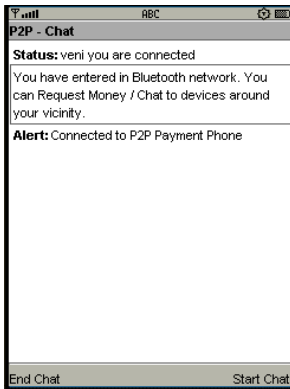 ABC
P2P - Chat
Status: veni you are connected
You have entered in Bluetooth network. You
can Request Money / Chat to devices around
your vicinity.
Alert: Connected to P2P Payment Phone
End Chat Start Chat